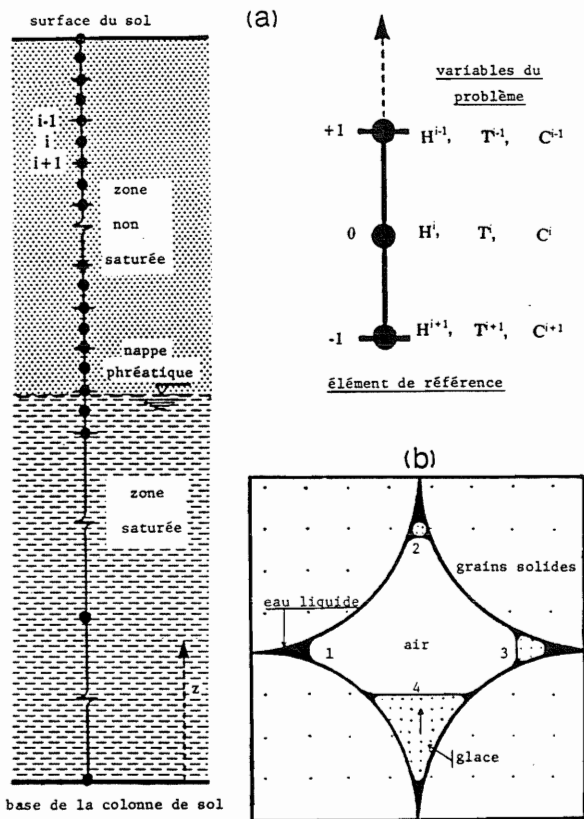 surface du sol
i-1
i
i+1
zone
non
saturée
nappe
phréatique
zone
saturée
z
base de la colonne de sol
(a)
variables du
problème
+1 H^{i-1}, T^{i-1} C^{i-1}
0 H^i, T^i, C^i
-1 H^{i+1}, T^{i+1} C^{i+1}
élément de référence
(b)
2
grains solides
eau liquide
air
1
3
4
glace